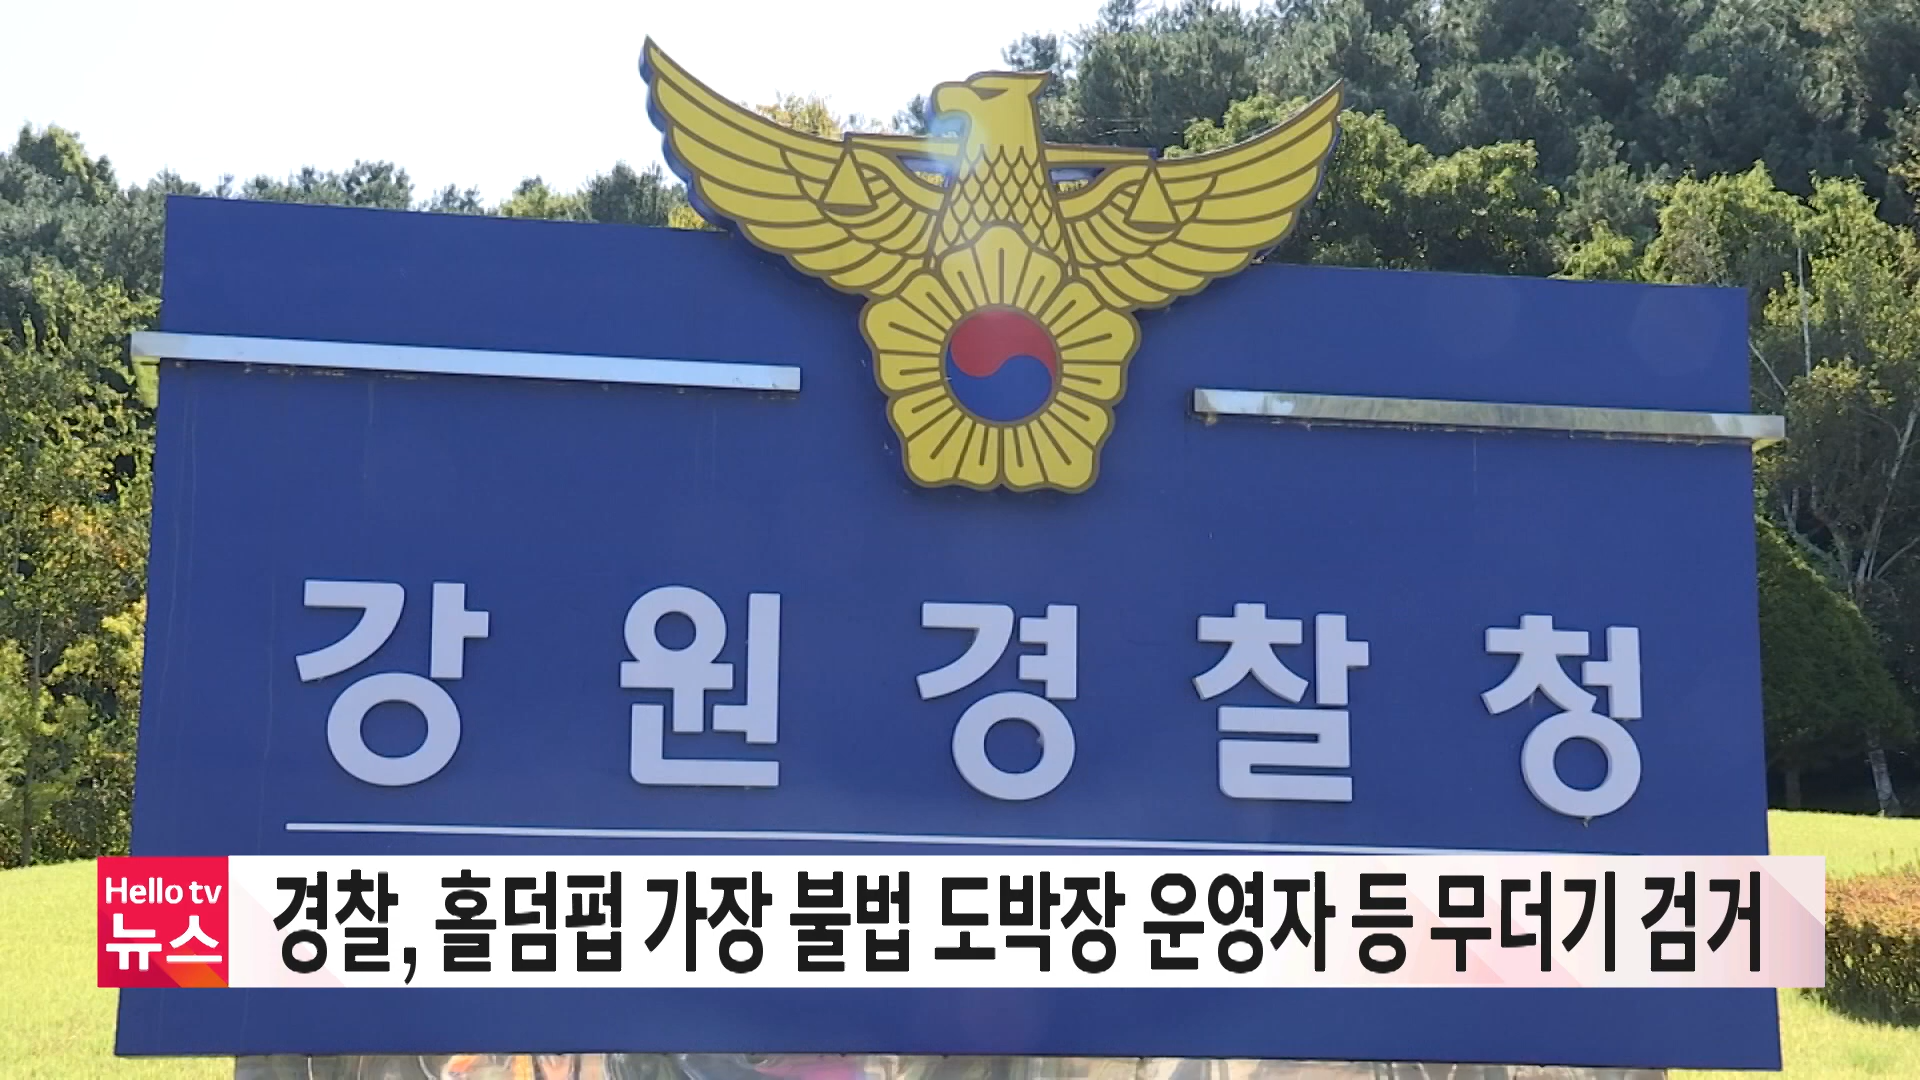 강원경찰청
Hello tv
뉴스
경찰, 홀덤펍 가장 불법 도박장 운영자 등 무더기 검거